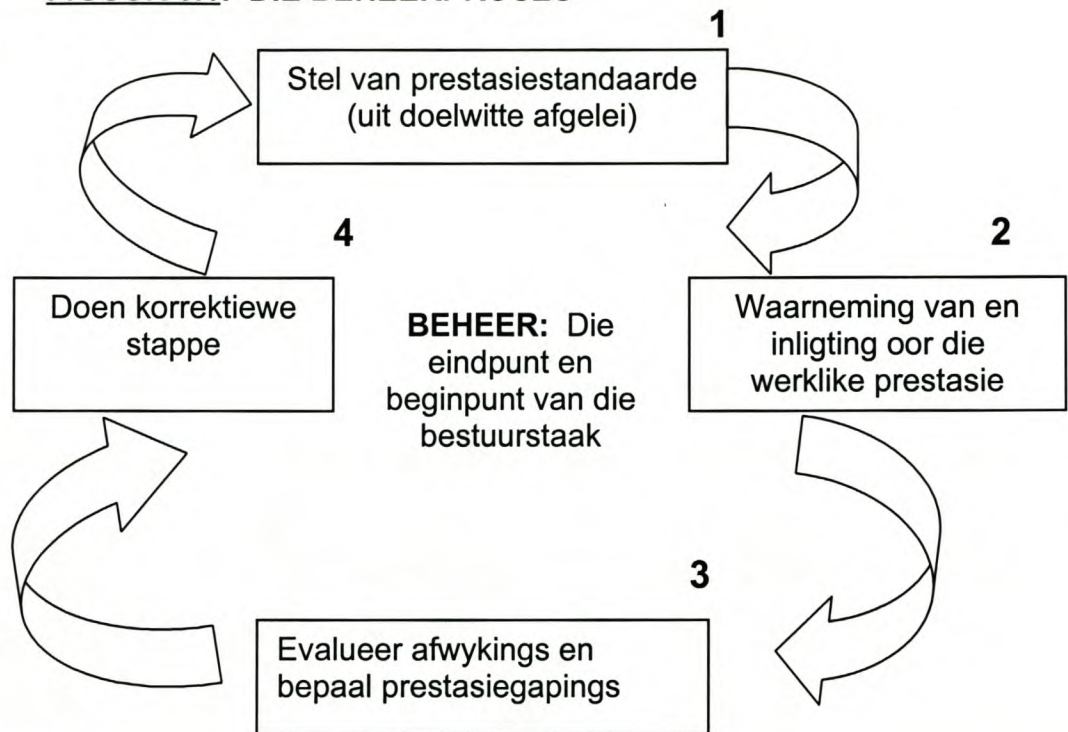 1
Stel van prestasiestandaarde
(uit doelwitte afgelei)
2
Waarneming van en
inligting oor die
werklike prestasie
3
Evalueer afwykings en
bepaal prestasiegapings
4
Doen korrektiewe
stappe
BEHEER: Die
eindpunt en
beginpunt van die
bestuurstaak